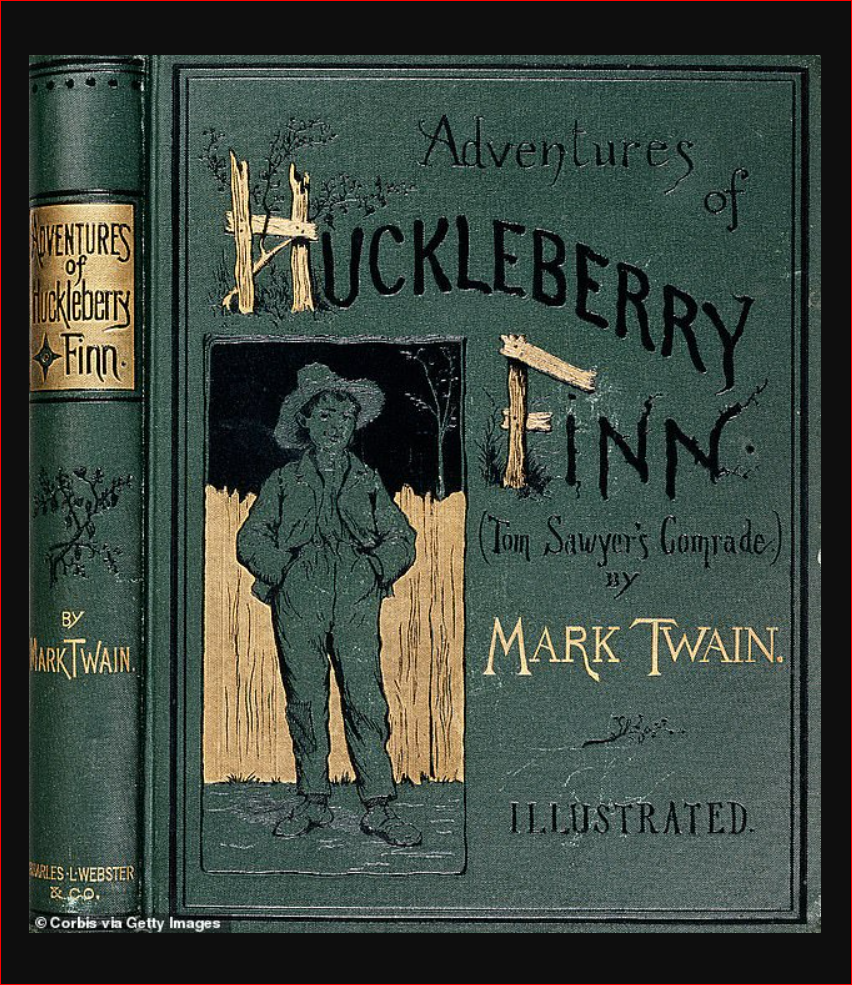 ADVENTURES
of
Huckleberry
Finn.
BY
MARK TWAIN.
CHARLES·L·WEBSTER
& CO.
Adventures
of
HUCKLEBERRY
FINN.
(Tom Sawyer's Comrade.)
BY
MARK TWAIN.
ILLUSTRATED.
© Corbis via Getty Images